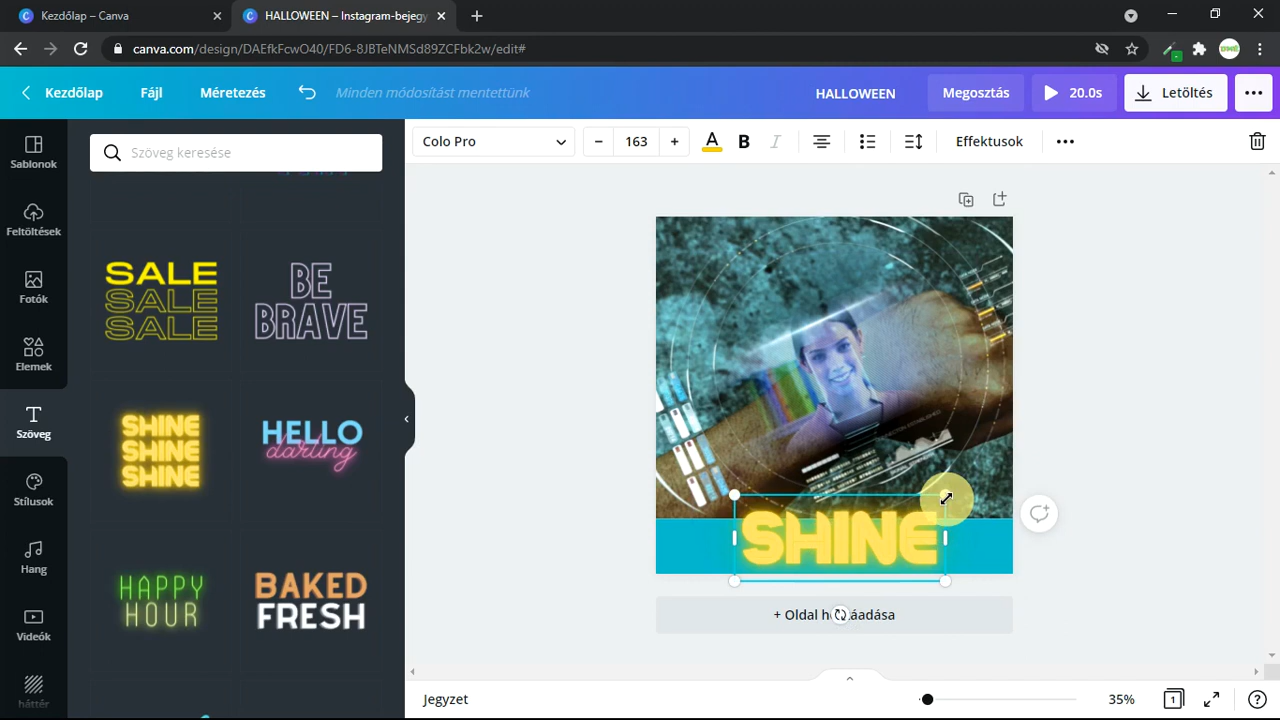 Kezdőlap – Canva
HALLOWEEN – Instagram-bejegy
canva.com/design/DAEfkFcwO40/FD6-8JBTeNMSd89ZCFbk2w/edit#
Kezdőlap
Fájl
Méretezés
Minden módosítást mentettünk
HALLOWEEN
Megosztás
20.0s
Letöltés
Sablonok
Feltöltések
Fotók
Elemek
Szöveg
Stílusok
Hang
Videók
háttér
Szöveg keresése
SALE
SALE
SALE
BE
BRAVE
SHINE
SHINE
SHINE
HELLO
darling
HAPPY
HOUR
BAKED
FRESH
Colo Pro
163
A
B
I
Effektusok
SHINE
+ Oldal h áadása
Jegyzet
35%
1